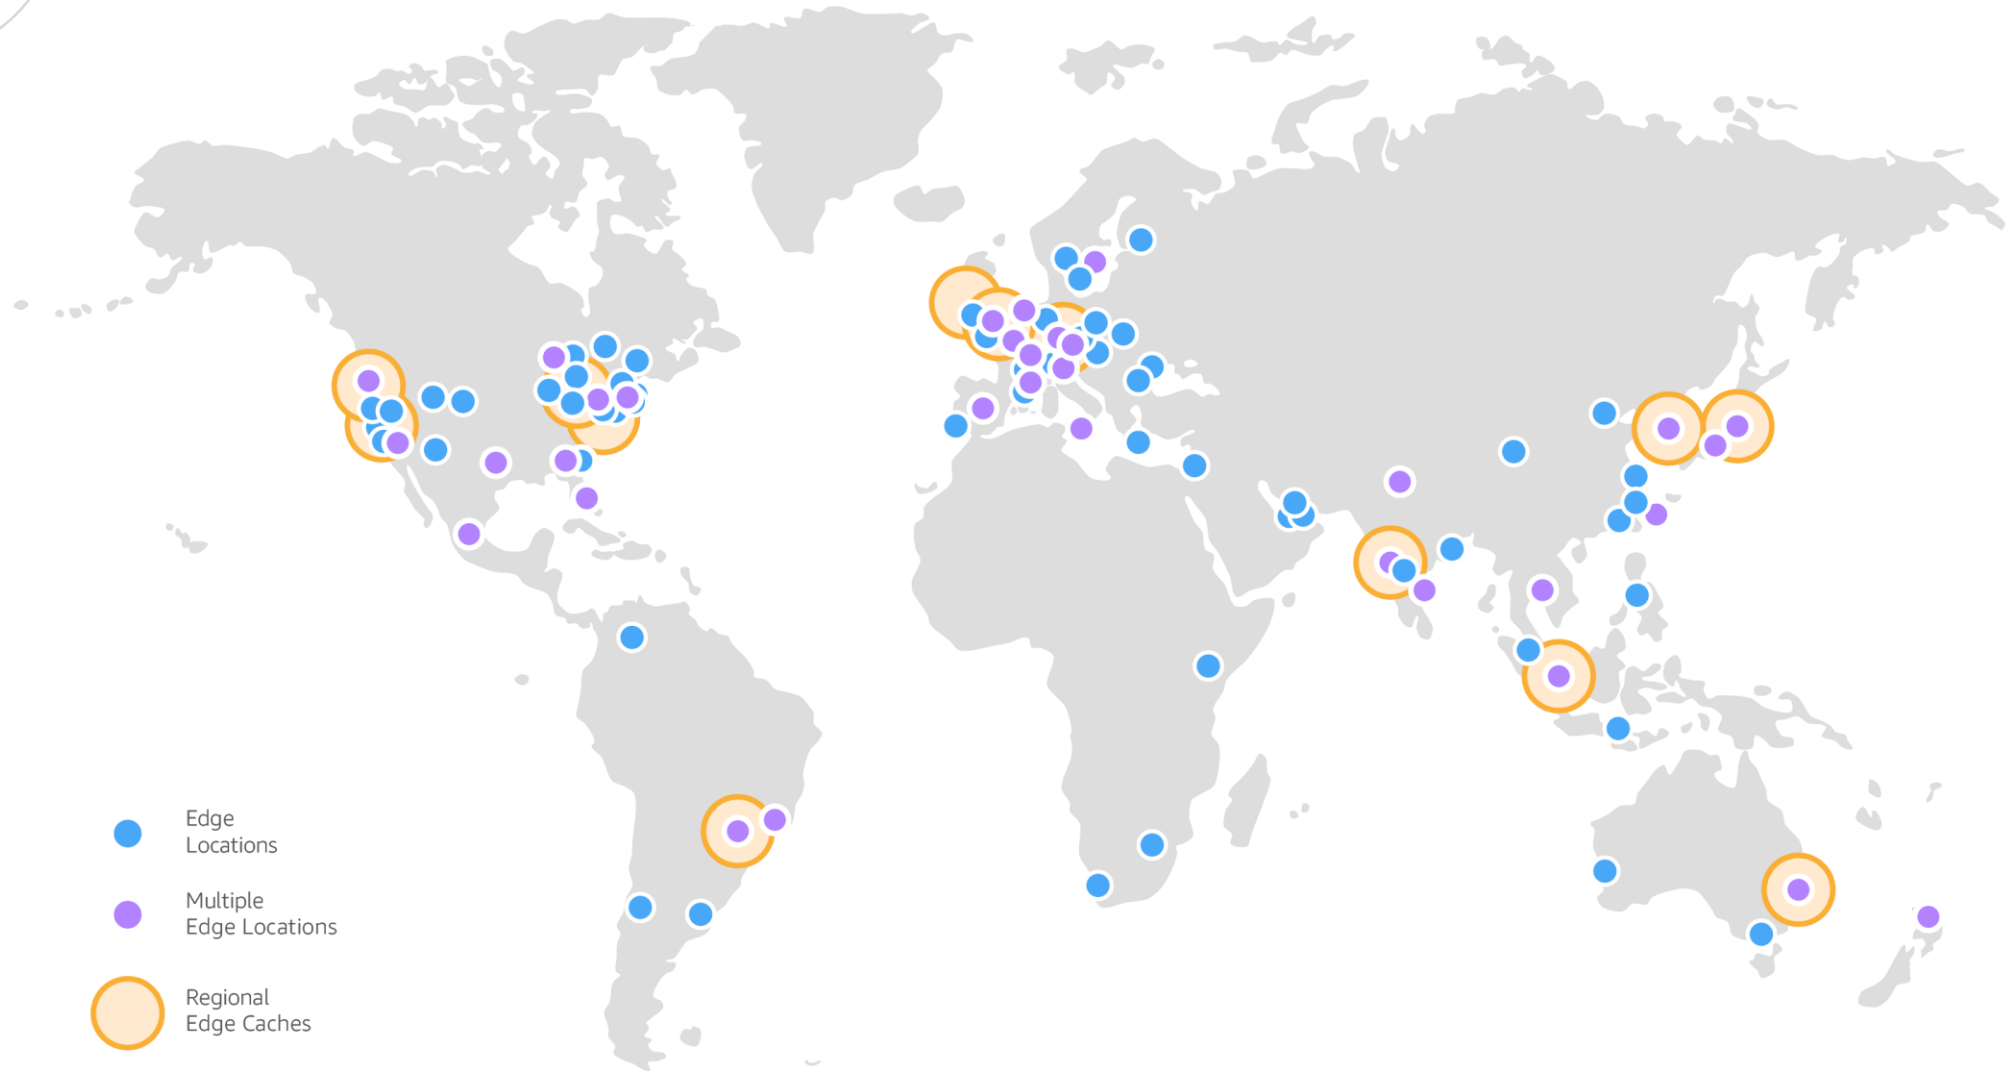 Edge
Locations
Multiple
Edge Locations
Regional
Edge Caches